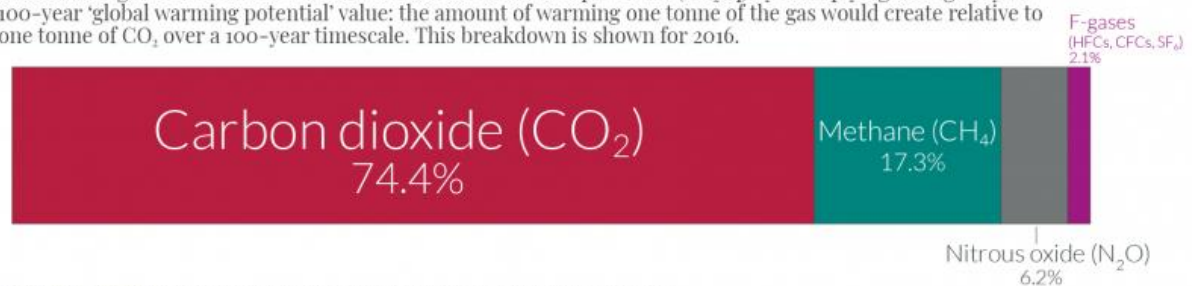 100-year ‘global warming potential’ value: the amount of warming one tonne of the gas would create relative to
one tonne of CO₂ over a 100-year timescale. This breakdown is shown for 2016.
F-gases
(HFCs, CFCs, SF₆)
2.1%
Carbon dioxide (CO₂)
74.4%
Methane (CH₄)
17.3%
Nitrous oxide (N₂O)
6.2%